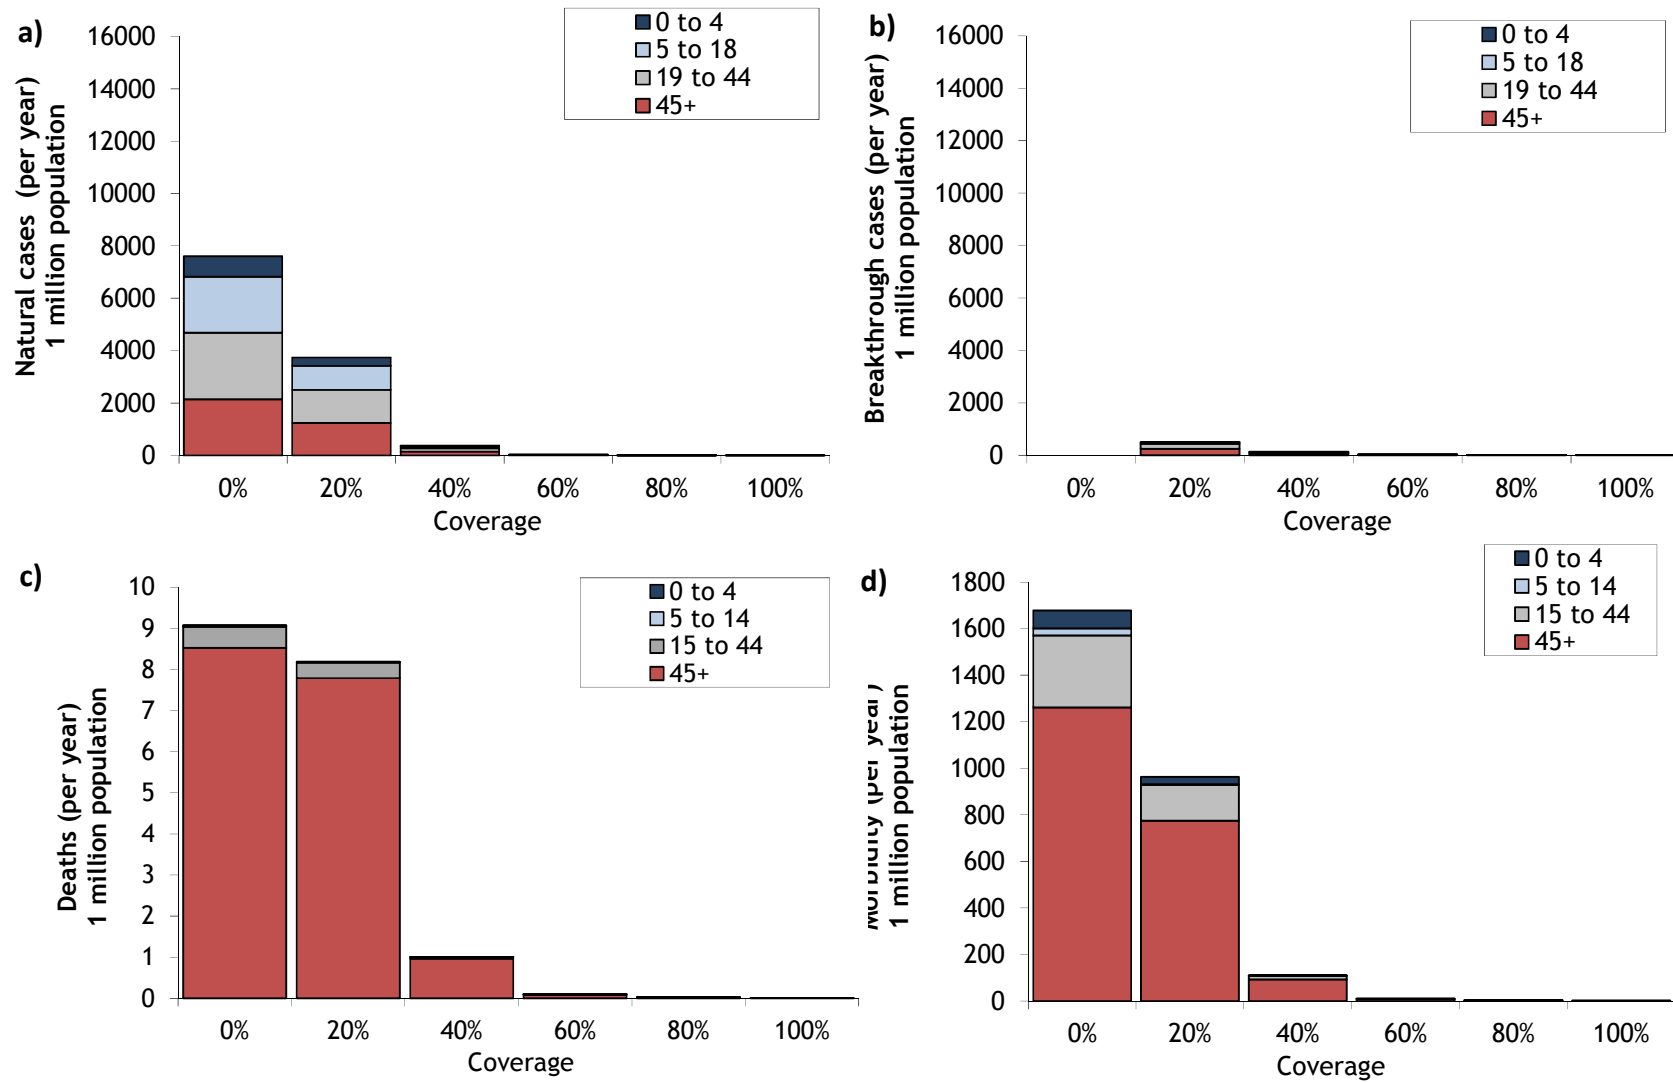 a)
Natural cases (per year)
1 million population
16000
14000
12000
10000
8000
6000
4000
2000
0
0 to 4
5 to 18
19 to 44
45+
0% 20% 40% 60% 80% 100%
Coverage
b)
Breakthrough cases (per year)
1 million population
16000
14000
12000
10000
8000
6000
4000
2000
0
0 to 4
5 to 18
19 to 44
45+
0% 20% 40% 60% 80% 100%
Coverage
c)
Deaths (per year)
1 million population
10
9
8
7
6
5
4
3
2
1
0
0 to 4
5 to 14
15 to 44
45+
0% 20% 40% 60% 80% 100%
Coverage
d)
Morbidity (per year)
1 million population
1800
1600
1400
1200
1000
800
600
400
200
0
0 to 4
5 to 14
15 to 44
45+
0% 20% 40% 60% 80% 100%
Coverage